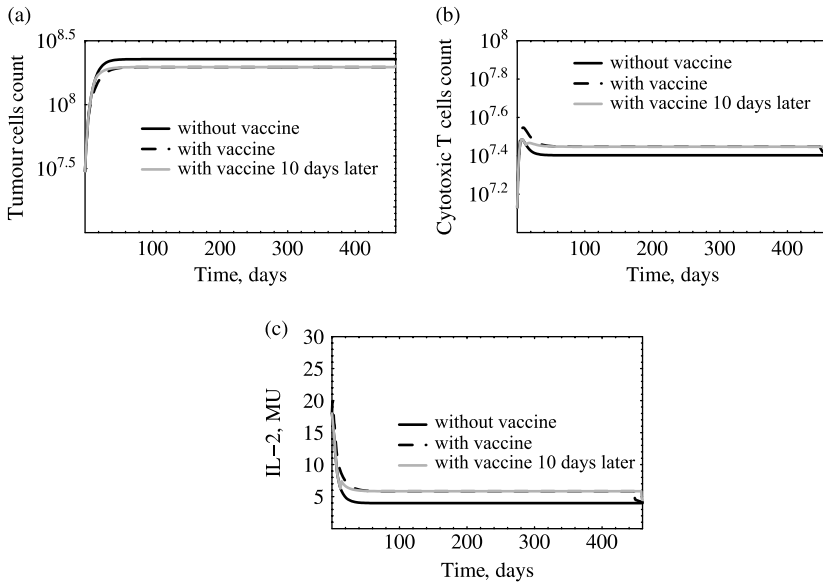 (a)
10^8.5
10^8
10^7.5
Tumour cells count
without vaccine
with vaccine
with vaccine 10 days later
100 200 300 400
Time, days
(b)
10^8
10^7.8
10^7.6
10^7.4
10^7.2
Cytotoxic T cells count
without vaccine
with vaccine
with vaccine 10 days later
100 200 300 400
Time, days
(c)
30
25
20
15
10
5
IL−2, MU
without vaccine
with vaccine
with vaccine 10 days later
100 200 300 400
Time, days